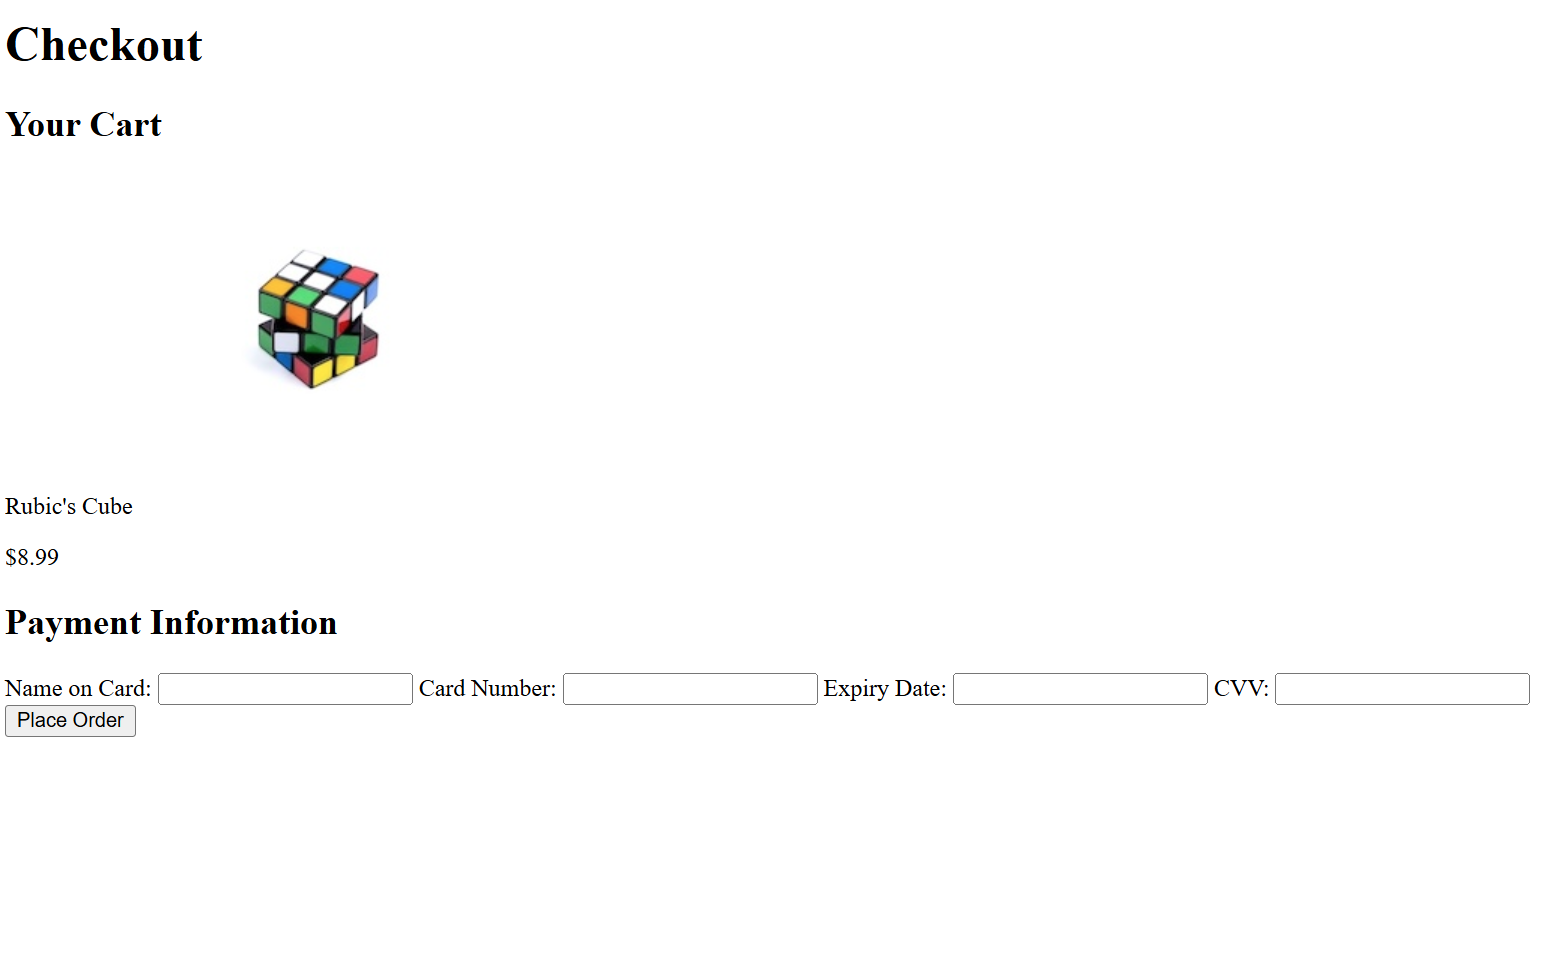 Checkout
Your Cart
Rubic's Cube
$8.99
Payment Information
Name on Card: Card Number: Expiry Date: CVV:
Place Order